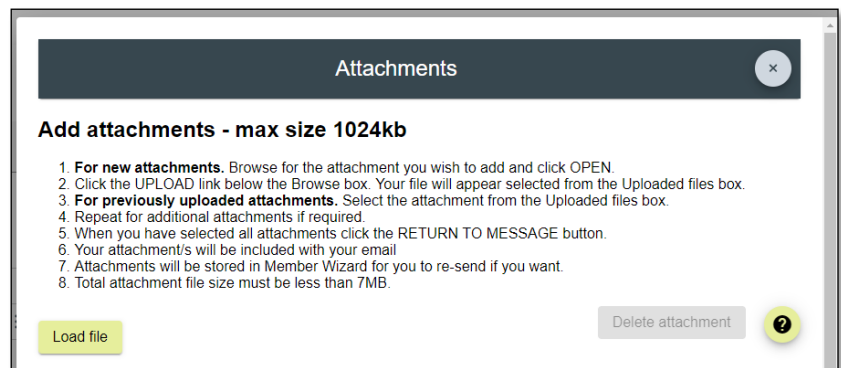 Attachments
×
Add attachments - max size 1024kb
1. For new attachments. Browse for the attachment you wish to add and click OPEN.
2. Click the UPLOAD link below the Browse box. Your file will appear selected from the Uploaded files box.
3. For previously uploaded attachments. Select the attachment from the Uploaded files box.
4. Repeat for additional attachments if required.
5. When you have selected all attachments click the RETURN TO MESSAGE button.
6. Your attachment/s will be included with your email
7. Attachments will be stored in Member Wizard for you to re-send if you want.
8. Total attachment file size must be less than 7MB.
Load file
Delete attachment
?